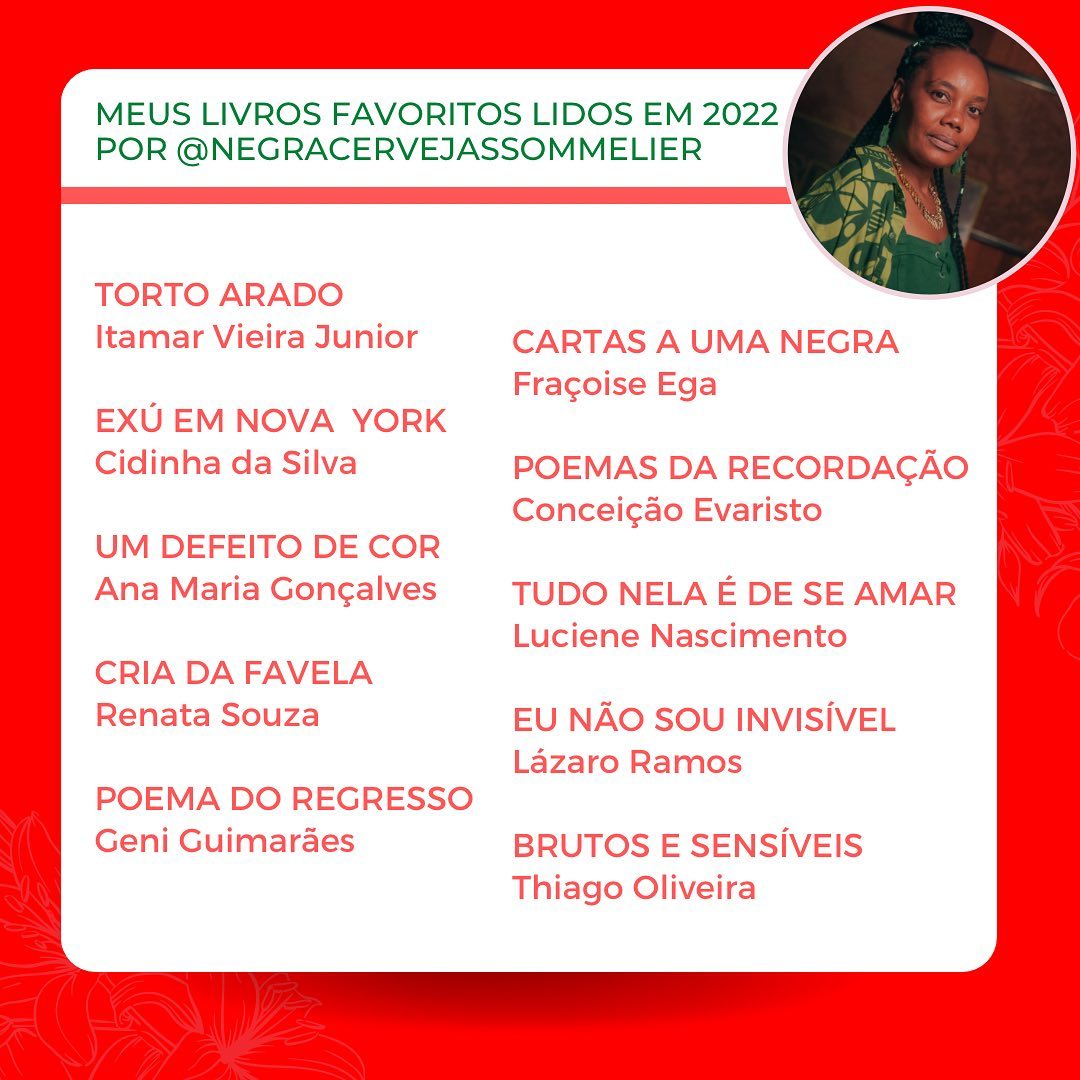 MEUS LIVROS FAVORITOS LIDOS EM 2022
POR @NEGRACERVEJASSOMMELIER
TORTO ARADO
Itamar Vieira Junior
EXÚ EM NOVA  YORK
Cidinha da Silva
UM DEFEITO DE COR
Ana Maria Gonçalves
CRIA DA FAVELA
Renata Souza
POEMA DO REGRESSO
Geni Guimarães
CARTAS A UMA NEGRA
Fraçoise Ega
POEMAS DA RECORDAÇÃO
Conceição Evaristo
TUDO NELA É DE SE AMAR
Luciene Nascimento
EU NÃO SOU INVISÍVEL
Lázaro Ramos
BRUTOS E SENSÍVEIS
Thiago Oliveira